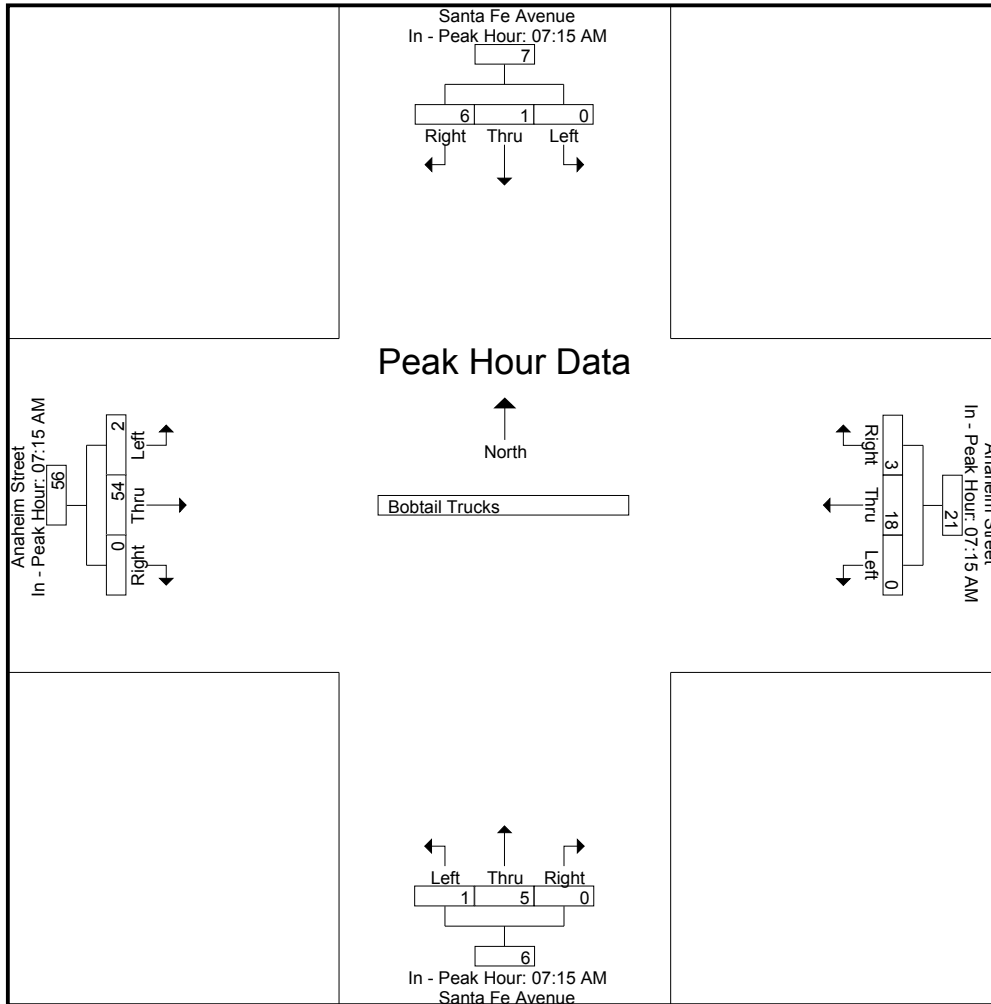 Santa Fe Avenue
In - Peak Hour: 07:15 AM
7
6 1 0
Right Thru Left
Peak Hour Data
North
Bobtail Trucks
Anaheim Street
In - Peak Hour: 07:15 AM
56
2 54 0
Left Thru Right
Anaheim Street
In - Peak Hour: 07:15 AM
21
3 18 0
Right Thru Left
Left Thru Right
1 5 0
6
In - Peak Hour: 07:15 AM
Santa Fe Avenue